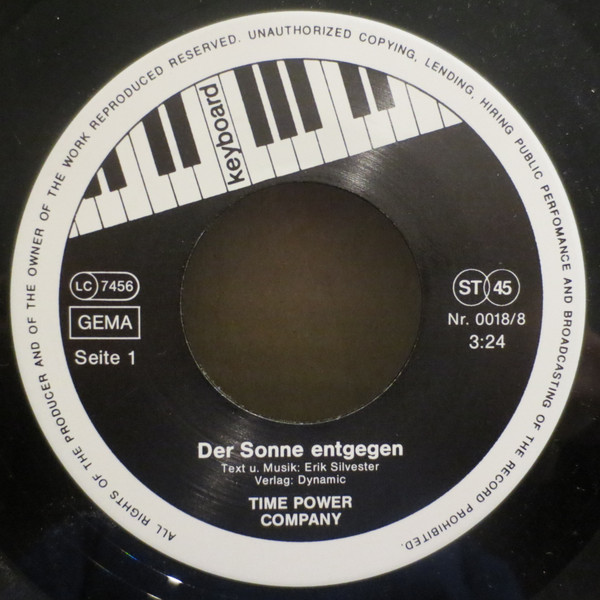 ALL RIGHTS OF THE PRODUCER AND OF THE OWNER OF THE WORK REPRODUCED RESERVED. UNAUTHORIZED COPYING, LENDING, HIRING PUBLIC PERFOMANCE AND BROADCASTING OF THE RECORD PROHIBITED.
keyboard
LC 7456
GEMA
Seite 1
ST 45
Nr. 0018/8
3:24
Der Sonne entgegen
Text u. Musik: Erik Silvester
Verlag: Dynamic
TIME POWER
COMPANY